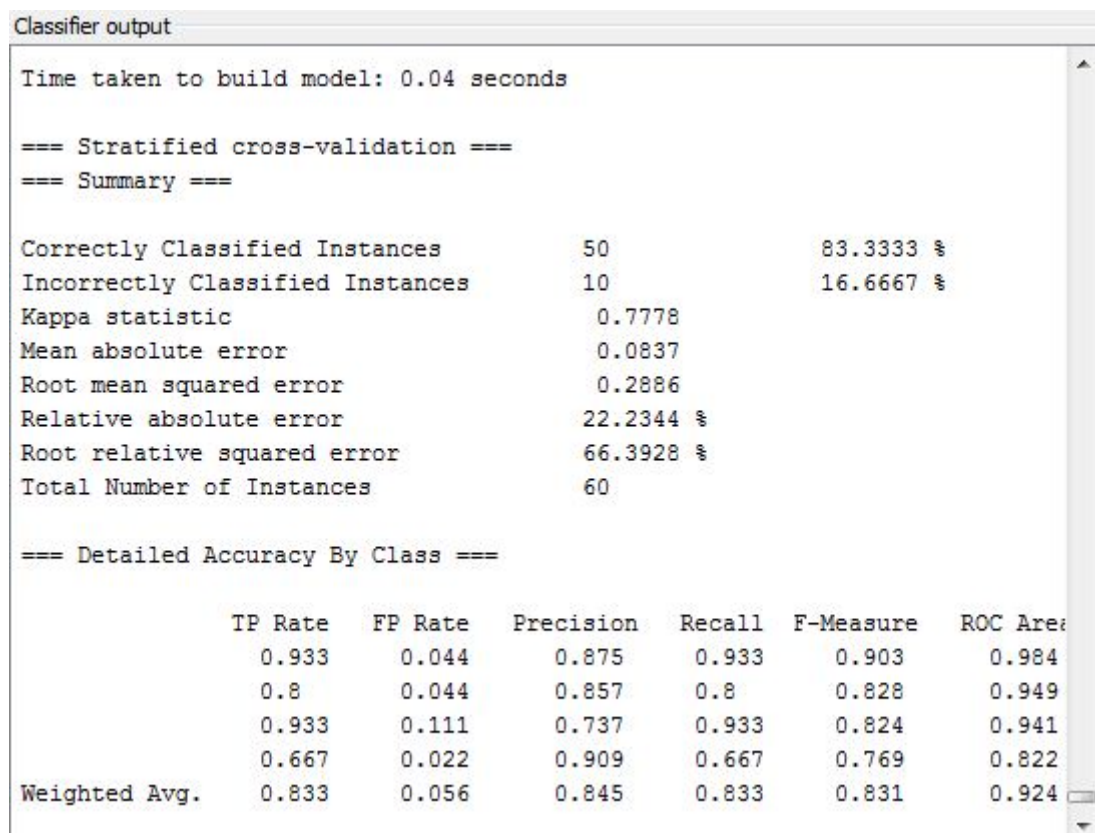 Classifier output
Time taken to build model: 0.04 seconds
=== Stratified cross-validation ===
=== Summary ===
Correctly Classified Instances 50 83.3333 %
Incorrectly Classified Instances 10 16.6667 %
Kappa statistic 0.7778
Mean absolute error 0.0837
Root mean squared error 0.2886
Relative absolute error 22.2344 %
Root relative squared error 66.3928 %
Total Number of Instances 60
=== Detailed Accuracy By Class ===
TP Rate FP Rate Precision Recall F-Measure ROC Area
0.933 0.044 0.875 0.933 0.903 0.984
0.8 0.044 0.857 0.8 0.828 0.949
0.933 0.111 0.737 0.933 0.824 0.941
0.667 0.022 0.909 0.667 0.769 0.822
Weighted Avg. 0.833 0.056 0.845 0.833 0.831 0.924